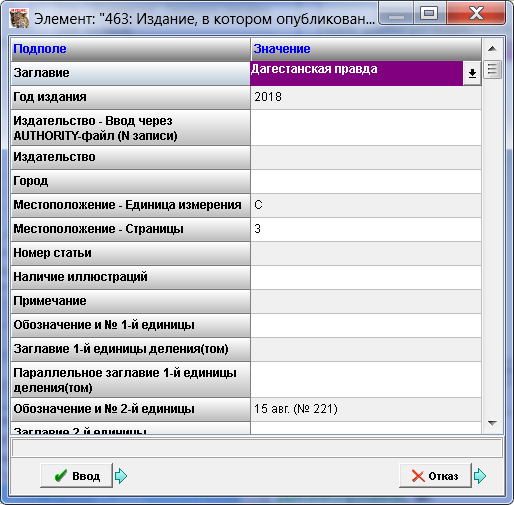 Элемент: "463: Издание, в котором опубликован...
Подполе Значение
Заглавие Дагестанская правда
Год издания 2018
Издательство - Ввод через
AUTHORITY-файл (N записи)
Издательство
Город
Местоположение - Единица измерения С
Местоположение - Страницы 3
Номер статьи
Наличие иллюстраций
Примечание
Обозначение и № 1-й единицы
Заглавие 1-й единицы деления(том)
Параллельное заглавие 1-й единицы
деления(том)
Обозначение и № 2-й единицы 15 авг. (№ 221)
Заглавие 2 й единицы
Ввод Отказ